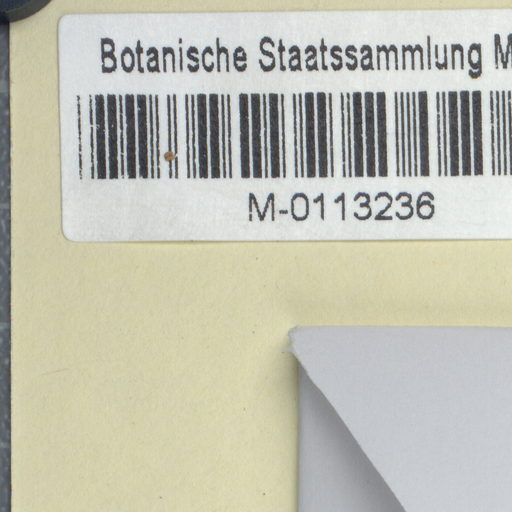 Botanische Staatssammlung M
M-0113236